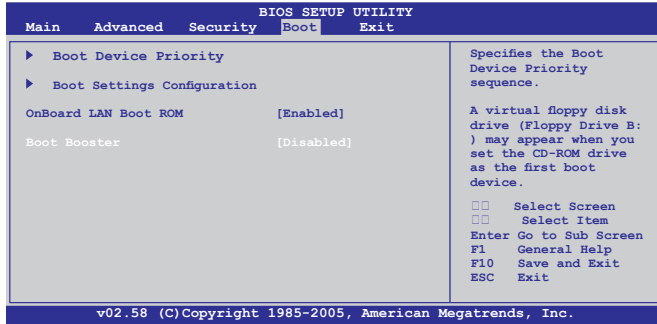 BIOS SETUP UTILITY
Main Advanced Security Boot Exit
Boot Device Priority
Boot Settings Configuration
OnBoard LAN Boot ROM [Enabled]
Boot Booster [Disabled]
Specifies the Boot
Device Priority
sequence.
A virtual floppy disk
drive (Floppy Drive B:
) may appear when you
set the CD-ROM drive
as the first boot
device.
□□ Select Screen
□□ Select Item
Enter Go to Sub Screen
F1 General Help
F10 Save and Exit
ESC Exit
v02.58 (C)Copyright 1985-2005, American Megatrends, Inc.